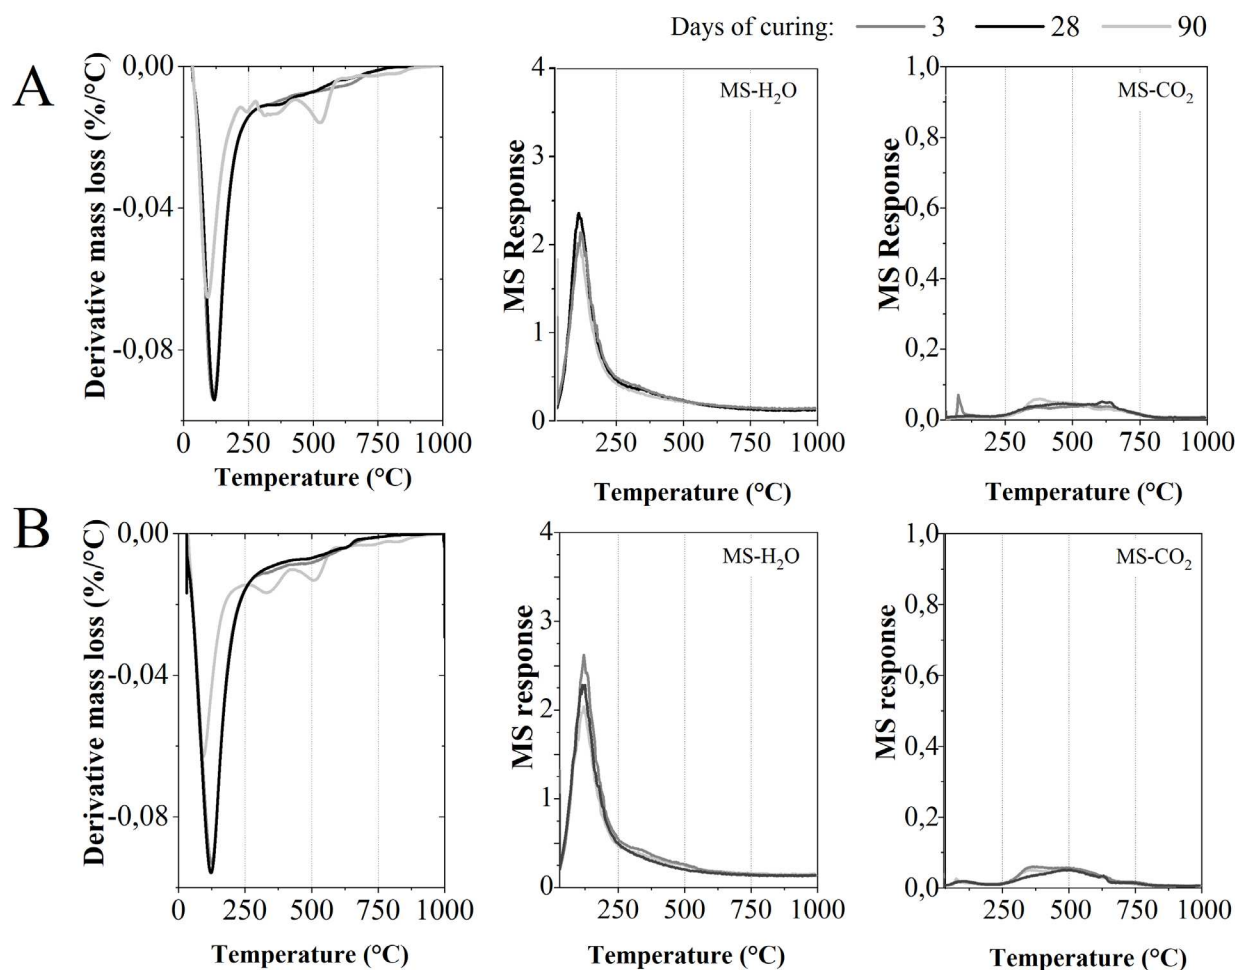 Days of curing: 3 28 90
A
Derivative mass loss (%/°C)
0,00
-0,04
-0,08
0 250 500 750 1000
Temperature (°C)
MS Response
4
3
2
1
0
MS-H₂O
250 500 750 1000
Temperature (°C)
MS Response
1,0
0,8
0,6
0,4
0,2
0,0
MS-CO₂
250 500 750 1000
Temperature (°C)
B
Derivative mass loss (%/°C)
0,00
-0,04
-0,08
0 250 500 750 1000
Temperature (°C)
MS response
4
3
2
1
0
MS-H₂O
250 500 750 1000
Temperature (°C)
MS response
1,0
0,8
0,6
0,4
0,2
0,0
MS-CO₂
250 500 750 1000
Temperature (°C)